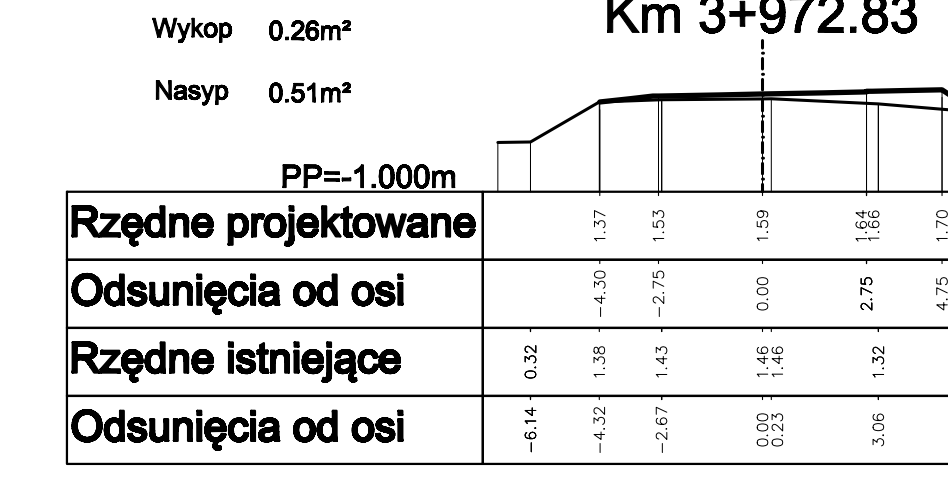 Km 3+972.83
Wykop 0.26m²
Nasyp 0.51m²
PP=-1.000m
Rzędne projektowane 1.37 1.53 1.59 1.64 1.66 1.70
Odsunięcia od osi -4.30 -2.75 0.00 2.75 4.75
Rzędne istniejące 0.32 1.38 1.43 1.46 1.46 1.32
Odsunięcia od osi -6.14 -4.32 -2.67 0.00 0.23 3.06